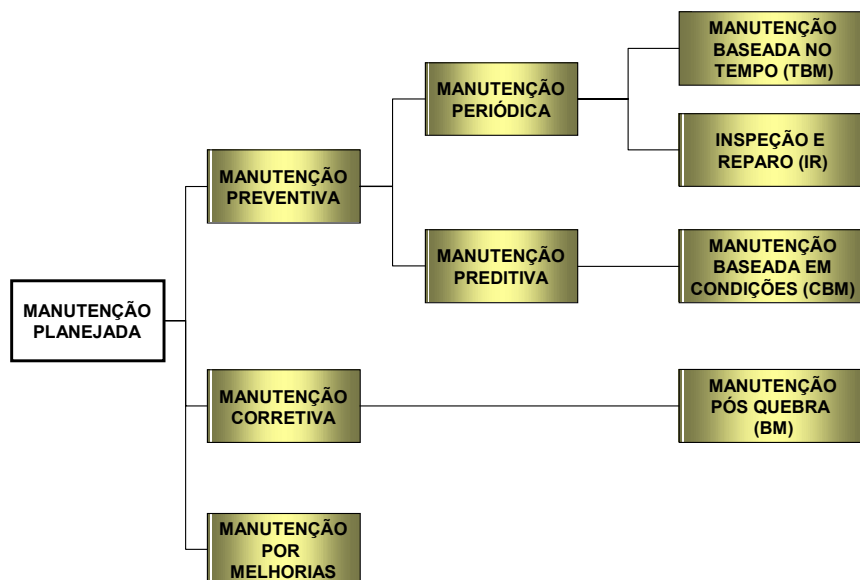 MANUTENÇÃO
BASEADA NO
TEMPO (TBM)
MANUTENÇÃO
PERIÓDICA
INSPEÇÃO E
REPARO (IR)
MANUTENÇÃO
PREVENTIVA
MANUTENÇÃO
PREDITIVA
MANUTENÇÃO
BASEADA EM
CONDIÇÕES (CBM)
MANUTENÇÃO
PLANEJADA
MANUTENÇÃO
CORRETIVA
MANUTENÇÃO
PÓS QUEBRA
(BM)
MANUTENÇÃO
POR
MELHORIAS